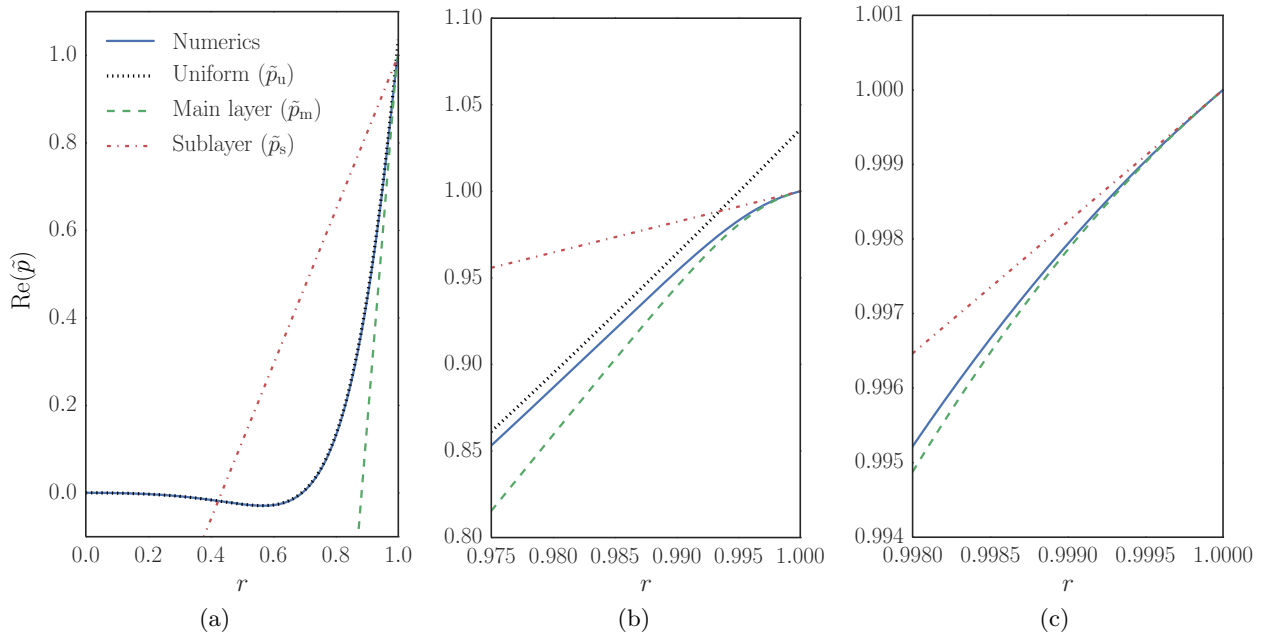 Re(p̃)
1.0
0.8
0.6
0.4
0.2
0.0
Numerics
Uniform (p̃u)
Main layer (p̃m)
Sublayer (p̃s)
0.0 0.2 0.4 0.6 0.8 1.0
r
(a)
1.10
1.05
1.00
0.95
0.90
0.85
0.80
0.975 0.980 0.985 0.990 0.995 1.000
r
(b)
1.001
1.000
0.999
0.998
0.997
0.996
0.995
0.994
0.9980 0.9985 0.9990 0.9995 1.0000
r
(c)